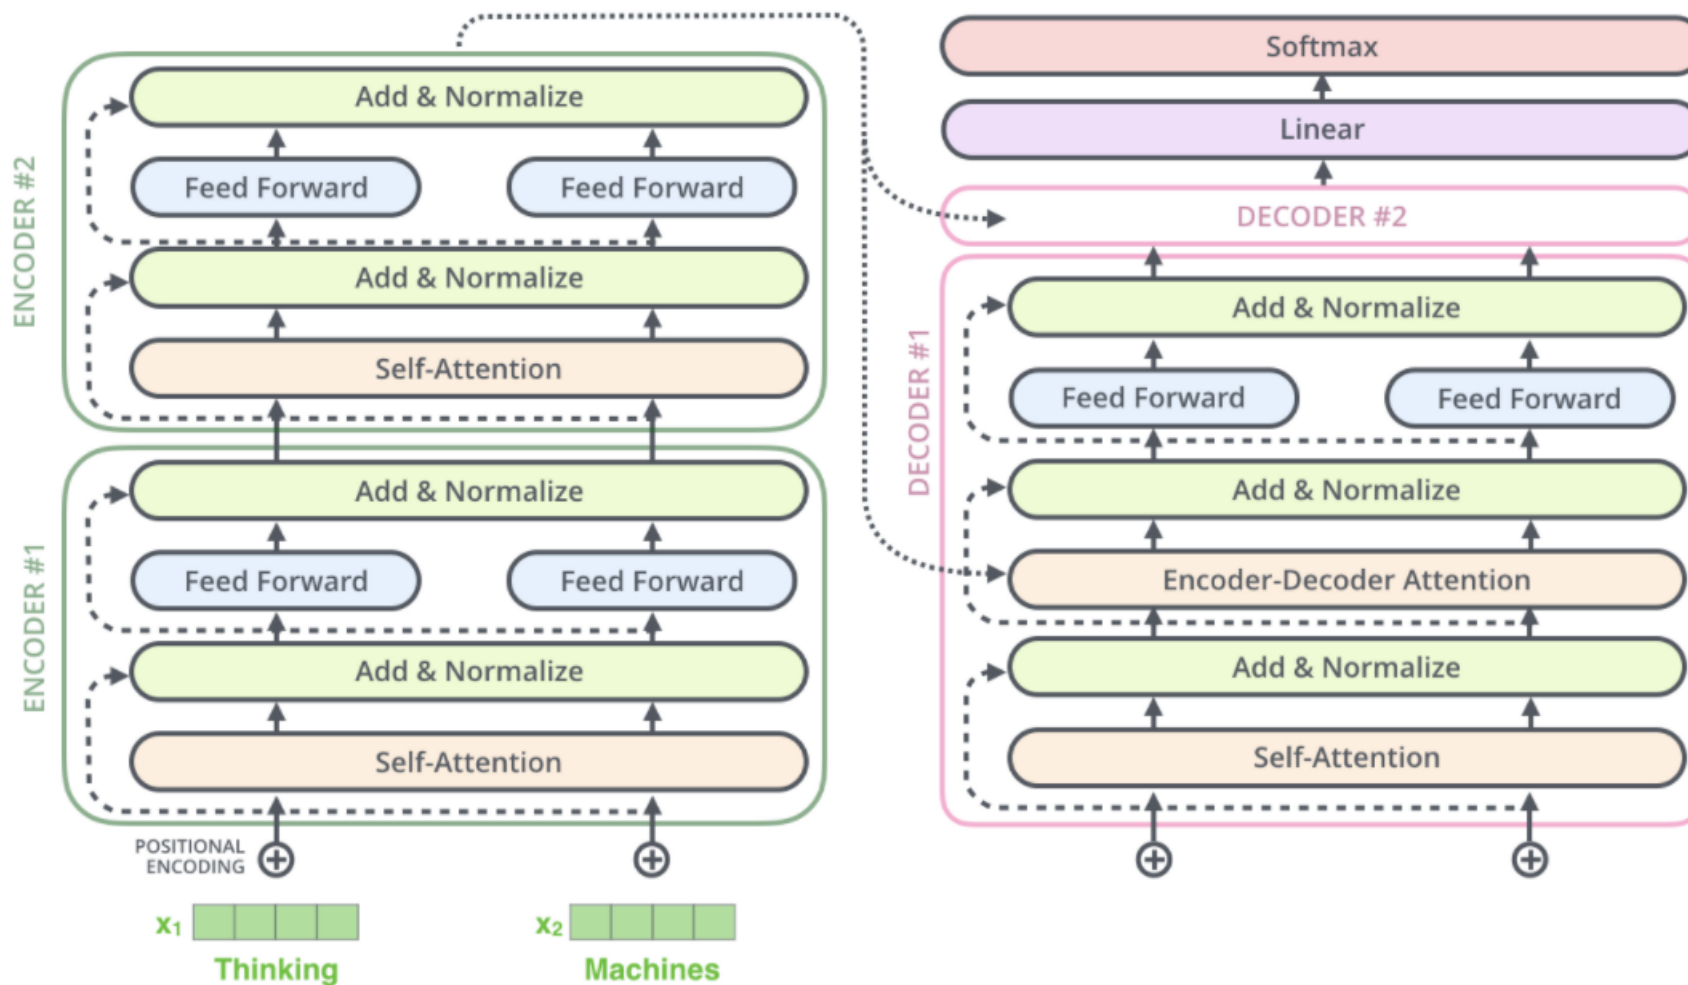 ENCODER #2
Add & Normalize
Feed Forward Feed Forward
Add & Normalize
Self-Attention
ENCODER #1
Add & Normalize
Feed Forward Feed Forward
Add & Normalize
Self-Attention
POSITIONAL
ENCODING
x₁ x₂
Thinking Machines
Softmax
Linear
DECODER #2
DECODER #1
Add & Normalize
Feed Forward Feed Forward
Add & Normalize
Encoder-Decoder Attention
Add & Normalize
Self-Attention